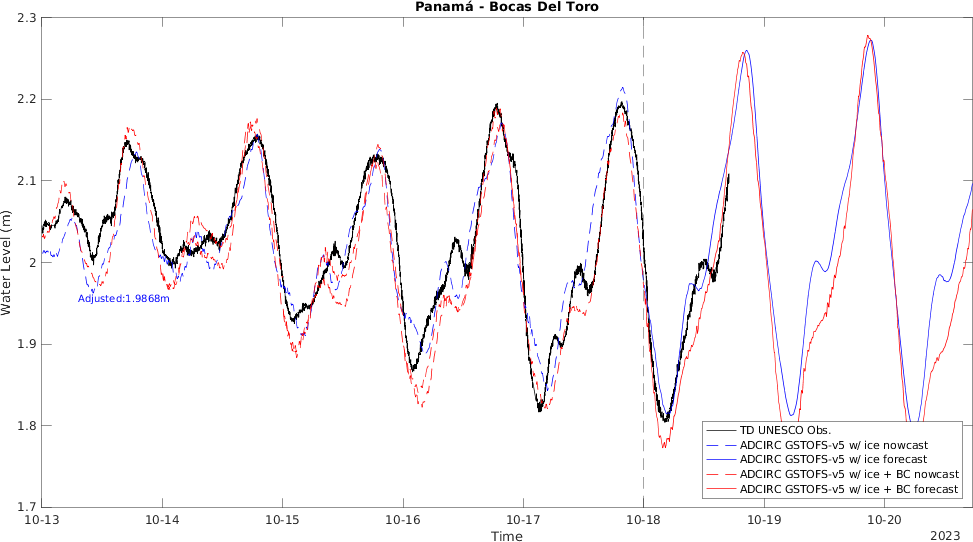 Panamá - Bocas Del Toro
2.3
2.2
2.1
2
1.9
1.8
1.7
Water Level (m)
Adjusted:1.9868m
TD UNESCO Obs.
ADCIRC GSTOFS-v5 w/ ice nowcast
ADCIRC GSTOFS-v5 w/ ice forecast
ADCIRC GSTOFS-v5 w/ ice + BC nowcast
ADCIRC GSTOFS-v5 w/ ice + BC forecast
10-13 10-14 10-15 10-16 10-17 10-18 10-19 10-20
Time
2023